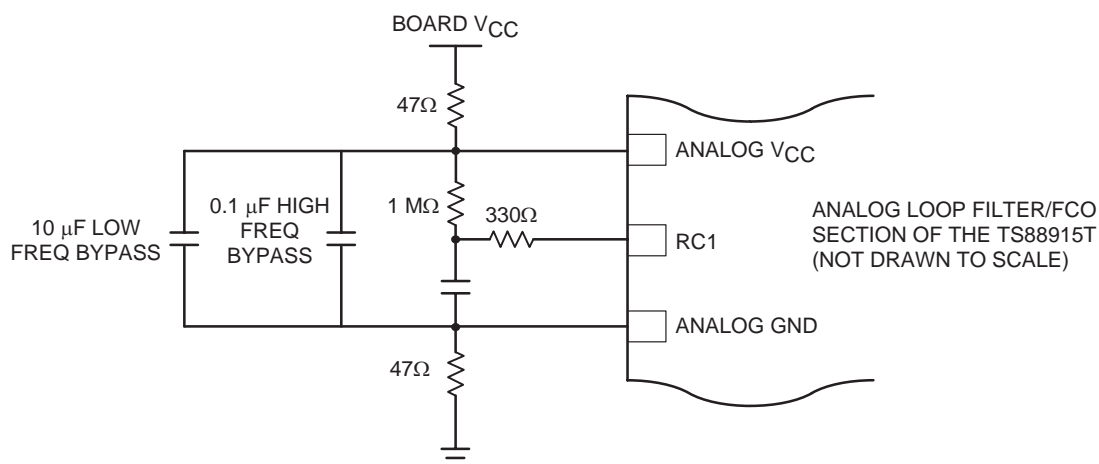 BOARD VCC
47Ω
ANALOG VCC
10 μF LOW
FREQ BYPASS
0.1 μF HIGH
FREQ
BYPASS
1 MΩ
330Ω
RC1
ANALOG LOOP FILTER/FCO
SECTION OF THE TS88915T
(NOT DRAWN TO SCALE)
ANALOG GND
47Ω